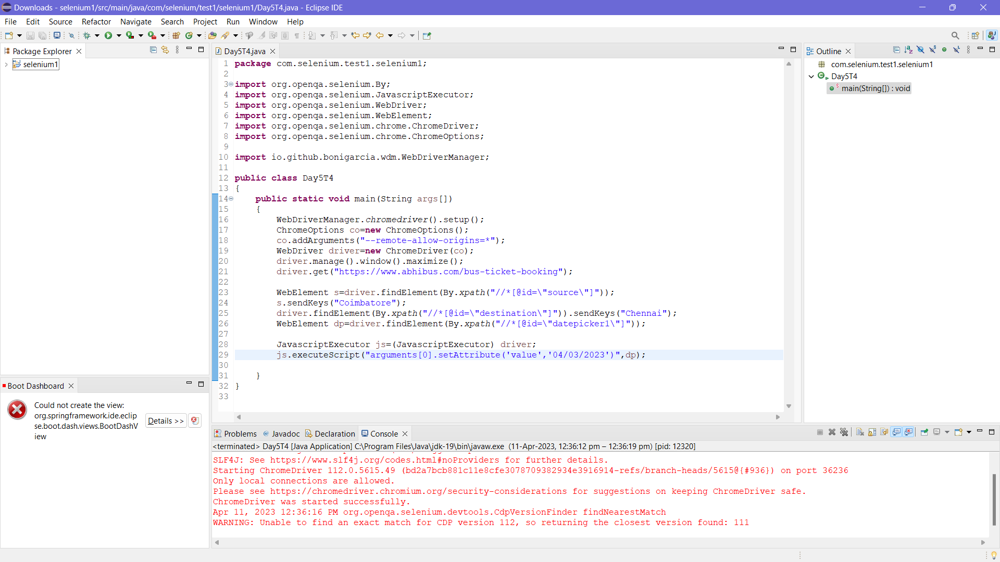 Downloads - selenium1/src/main/java/com/selenium/test1/selenium1/Day5T4.java - Eclipse IDE
File Edit Source Refactor Navigate Search Project Run Window Help
Package Explorer
selenium1
Day5T4.java
1 package com.selenium.test1.selenium1;
2
3 import org.openqa.selenium.By;
4 import org.openqa.selenium.JavascriptExecutor;
5 import org.openqa.selenium.WebDriver;
6 import org.openqa.selenium.WebElement;
7 import org.openqa.selenium.chrome.ChromeDriver;
8 import org.openqa.selenium.chrome.ChromeOptions;
9
10 import io.github.bonigarcia.wdm.WebDriverManager;
11
12 public class Day5T4
13 {
14     public static void main(String args[])
15     {
16         WebDriverManager.chromedriver().setup();
17         ChromeOptions co=new ChromeOptions();
18         co.addArguments("--remote-allow-origins=*");
19         WebDriver driver=new ChromeDriver(co);
20         driver.manage().window().maximize();
21         driver.get("https://www.abhibus.com/bus-ticket-booking");
22
23         WebElement s=driver.findElement(By.xpath("//*[@id=\"source\"]"));
24         s.sendKeys("Coimbatore");
25         driver.findElement(By.xpath("//*[@id=\"destination\"]")).sendKeys("Chennai");
26         WebElement dp=driver.findElement(By.xpath("//*[@id=\"datepicker1\"]"));
27
28         JavascriptExecutor js=(JavascriptExecutor) driver;
29         js.executeScript("arguments[0].setAttribute('value','04/03/2023')",dp);
30
31     }
32 }
33
Outline
com.selenium.test1.selenium1
Day5T4
main(String[]) : void
Boot Dashboard
Could not create the view:
org.springframework.ide.eclip
se.boot.dash.views.BootDashV
iew
Details >>
Problems Javadoc Declaration Console
<terminated> Day5T4 [Java Application] C:\Program Files\Java\jdk-19\bin\javaw.exe (11-Apr-2023, 12:36:12 pm – 12:36:19 pm) [pid: 12320]
SLF4J: See https://www.slf4j.org/codes.html#noProviders for further details.
Starting ChromeDriver 112.0.5615.49 (bd2a7bcb881c11e8cfe3078709382934e3916914-refs/branch-heads/5615@{#936}) on port 36236
Only local connections are allowed.
Please see https://chromedriver.chromium.org/security-considerations for suggestions on keeping ChromeDriver safe.
ChromeDriver was started successfully.
Apr 11, 2023 12:36:16 PM org.openqa.selenium.devtools.CdpVersionFinder findNearestMatch
WARNING: Unable to find an exact match for CDP version 112, so returning the closest version found: 111